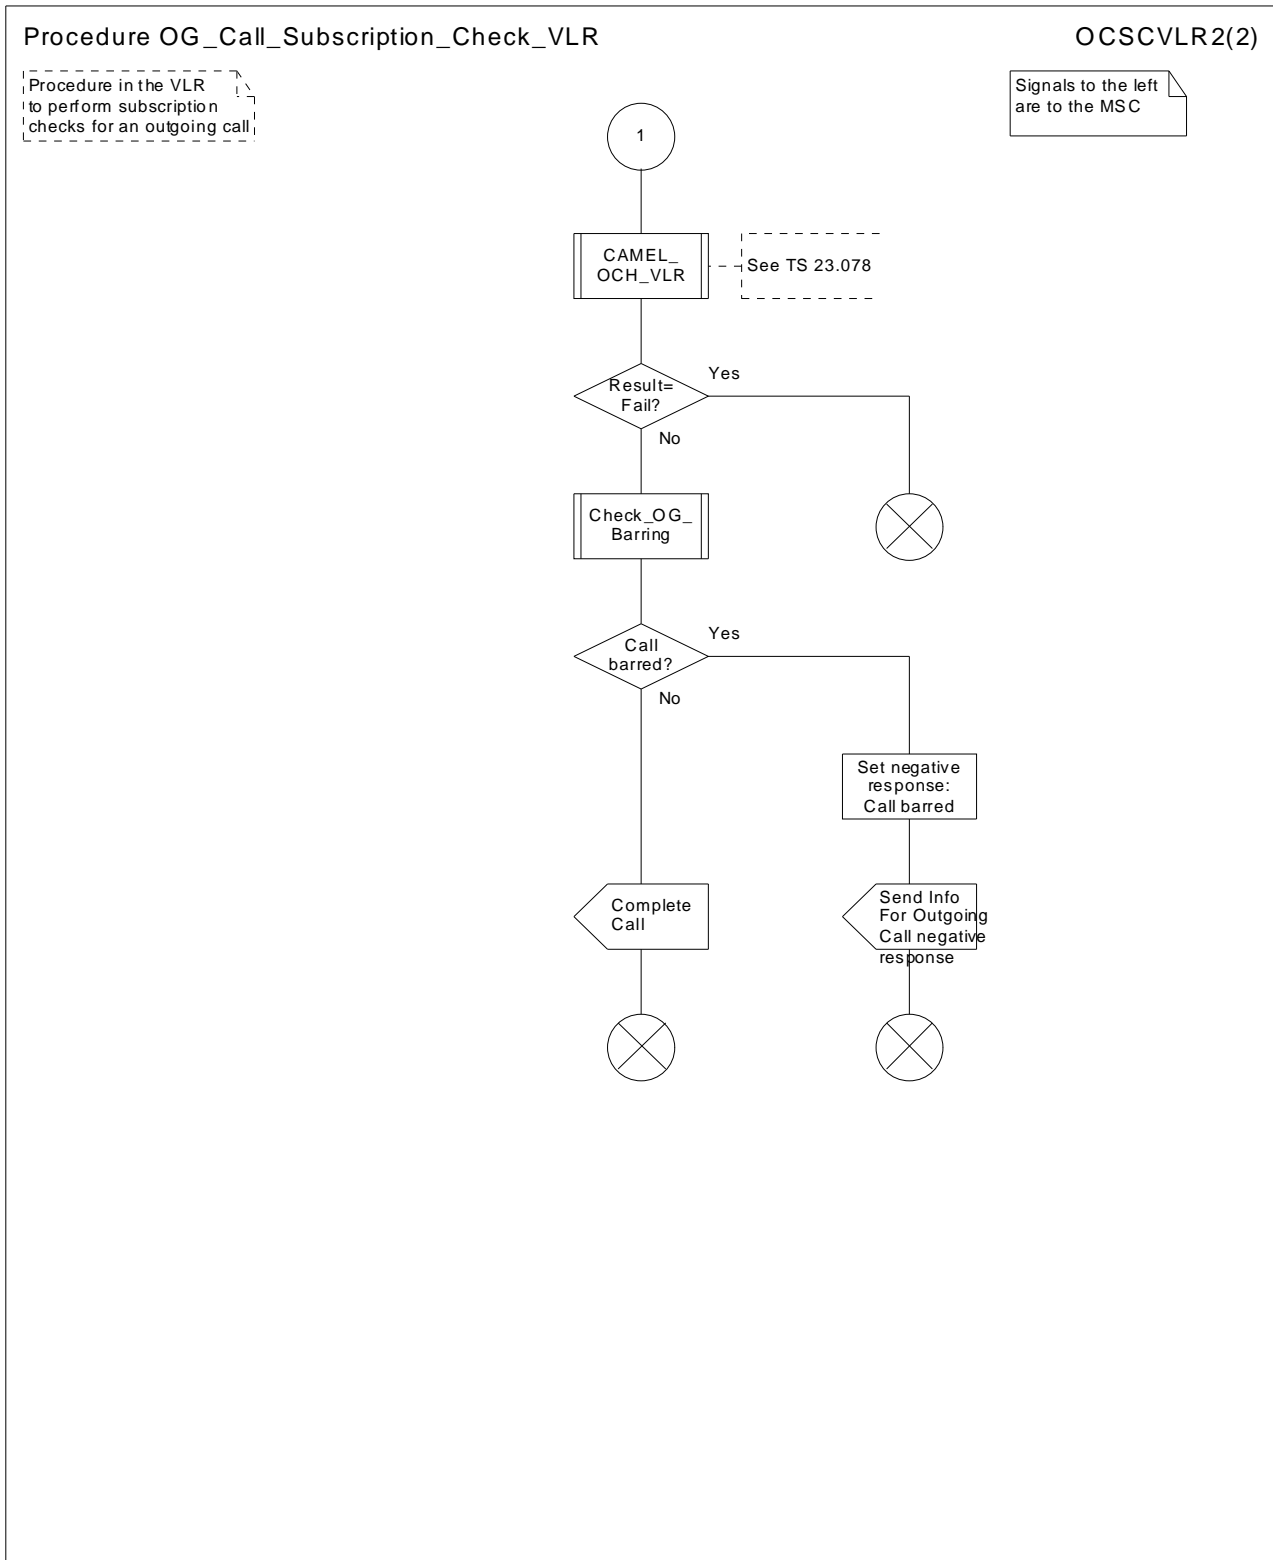 Procedure OG_Call_Subscription_Check_VLR
OCSCVLR2(2)
Procedure in the VLR
to perform subscription
checks for an outgoing call
Signals to the left
are to the MSC
1
CAMEL_
OCH_VLR
See TS 23.078
Result=
Fail?
Yes
No
Check_OG_
Barring
Call
barred?
Yes
No
Set negative
response:
Call barred
Complete
Call
Send Info
For Outgoing
Call negative
response